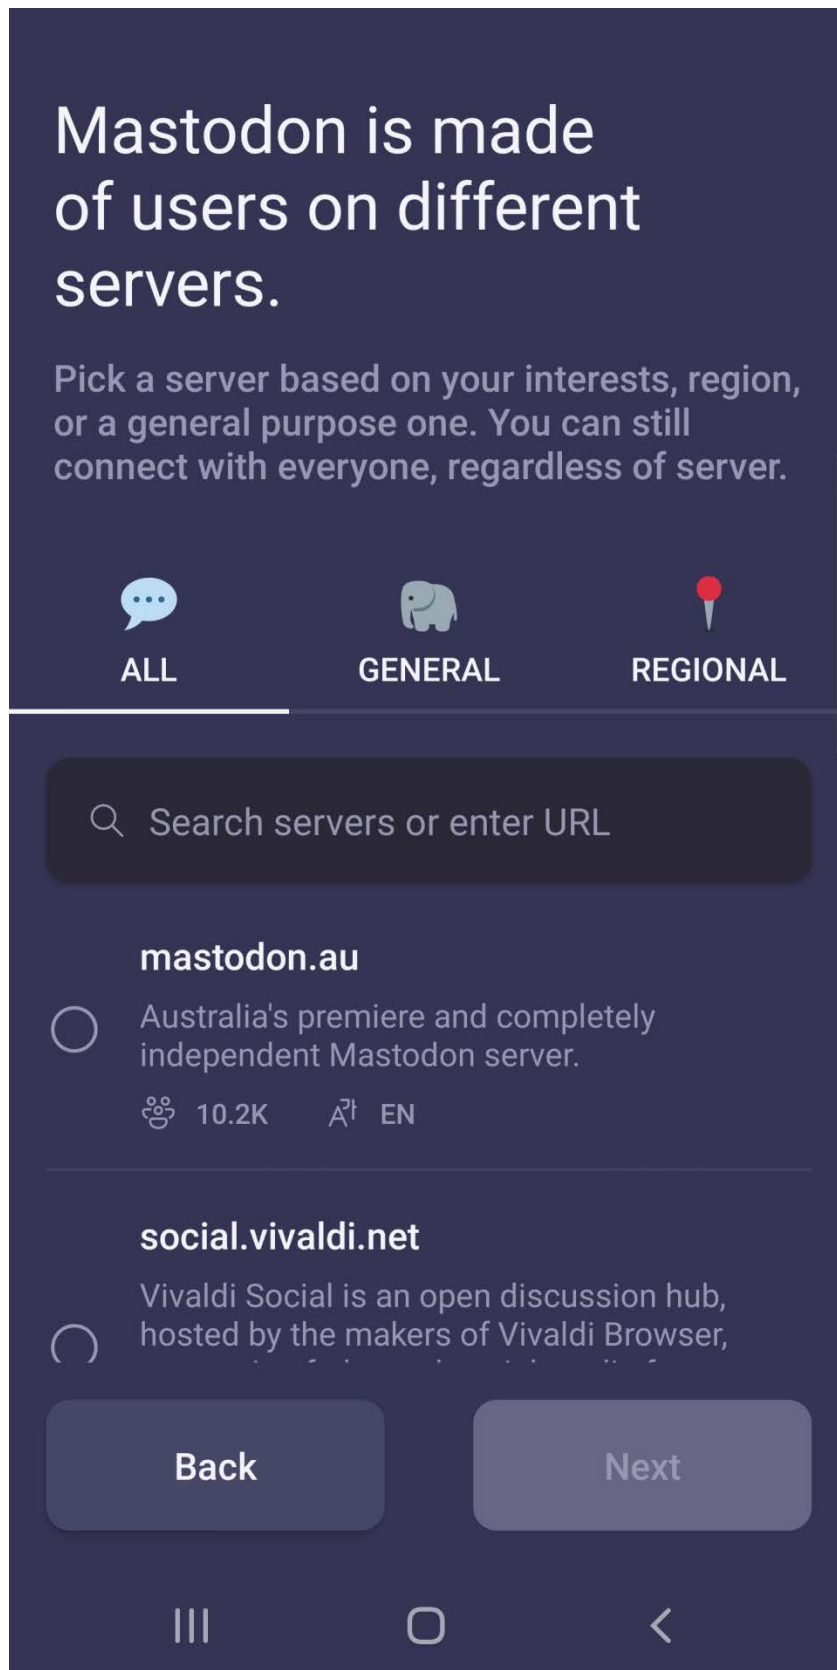 Mastodon is made
of users on different
servers.
Pick a server based on your interests, region,
or a general purpose one. You can still
connect with everyone, regardless of server.
ALL GENERAL REGIONAL
Search servers or enter URL
mastodon.au
Australia's premiere and completely
independent Mastodon server.
10.2K EN
social.vivaldi.net
Vivaldi Social is an open discussion hub,
hosted by the makers of Vivaldi Browser,
Back Next